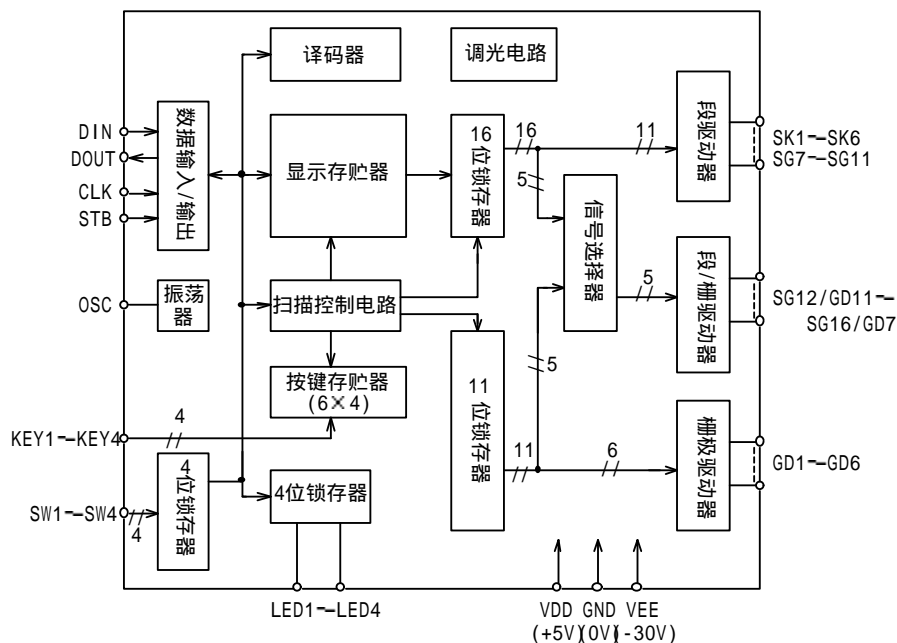 译码器
调光电路
数据输入/输出
DIN
DOUT
CLK
STB
显示存贮器
16位锁存器
16
11
5
段驱动器
SK1--SK6
SG7--SG11
信号选择器
OSC
振荡器
扫描控制电路
5
段/栅驱动器
SG12/GD11--
SG16/GD7
按键存贮器
(6×4)
11位锁存器
5
KEY1--KEY4
4
11
6
栅极驱动器
GD1--GD6
SW1--SW4
4
4位锁存器
4位锁存器
LED1--LED4
VDD GND VEE
(+5V)(0V)(-30V)